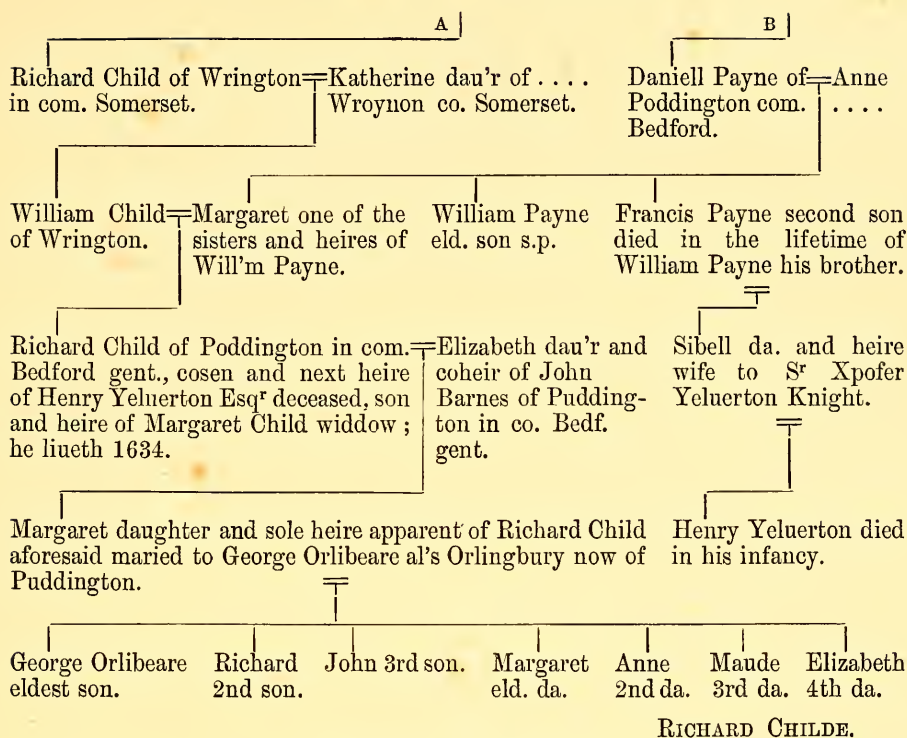 A
B
Richard Child of Wrington
in com. Somerset.
Katherine dau'r of . . . .
Wroynon co. Somerset.
Daniell Payne of
Poddington com.
Bedford.
Anne
. . . .
William Child
of Wrington.
Margaret one of the
sisters and heires of
Will'm Payne.
William Payne
eld. son s.p.
Francis Payne second son
died in the lifetime of
William Payne his brother.
Richard Child of Poddington in com.
Bedford gent., cosen and next heire
of Henry Yeluerton Esqʳ deceased, son
and heire of Margaret Child widdow ;
he liueth 1634.
Elizabeth dau'r and
coheir of John
Barnes of Pudding-
ton in co. Bedf.
gent.
Sibell da. and heire
wife to Sʳ Xpofer
Yeluerton Knight.
Margaret daughter and sole heire apparent of Richard Child
aforesaid maried to George Orlibeare al's Orlingbury now of
Puddington.
Henry Yeluerton died
in his infancy.
George Orlibeare
eldest son.
Richard
2nd son.
John 3rd son.
Margaret
eld. da.
Anne
2nd da.
Maude
3rd da.
Elizabeth
4th da.
RICHARD CHILDE.